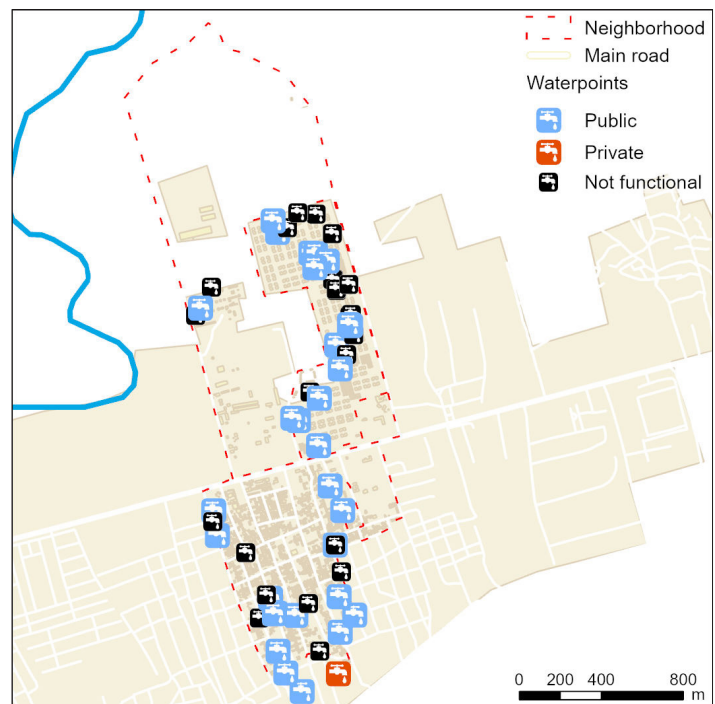 Neighborhood
Main road
Waterpoints
Public
Private
Not functional
0 200 400 800
m